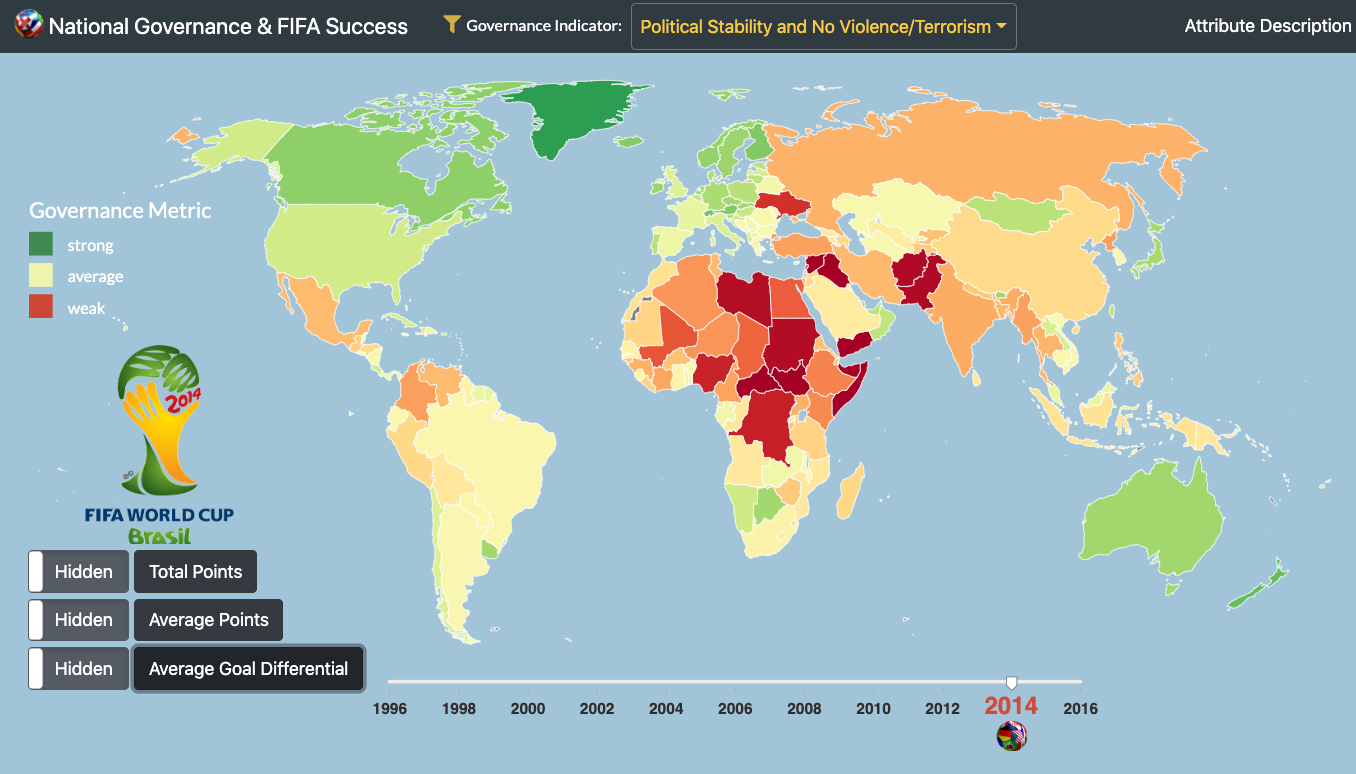 National Governance & FIFA Success
Governance Indicator:
Political Stability and No Violence/Terrorism
Attribute Description
Governance Metric
strong
average
weak
2014
FIFA WORLD CUP
Brasil
Hidden
Total Points
Hidden
Average Points
Hidden
Average Goal Differential
1996 1998 2000 2002 2004 2006 2008 2010 2012 2014 2016